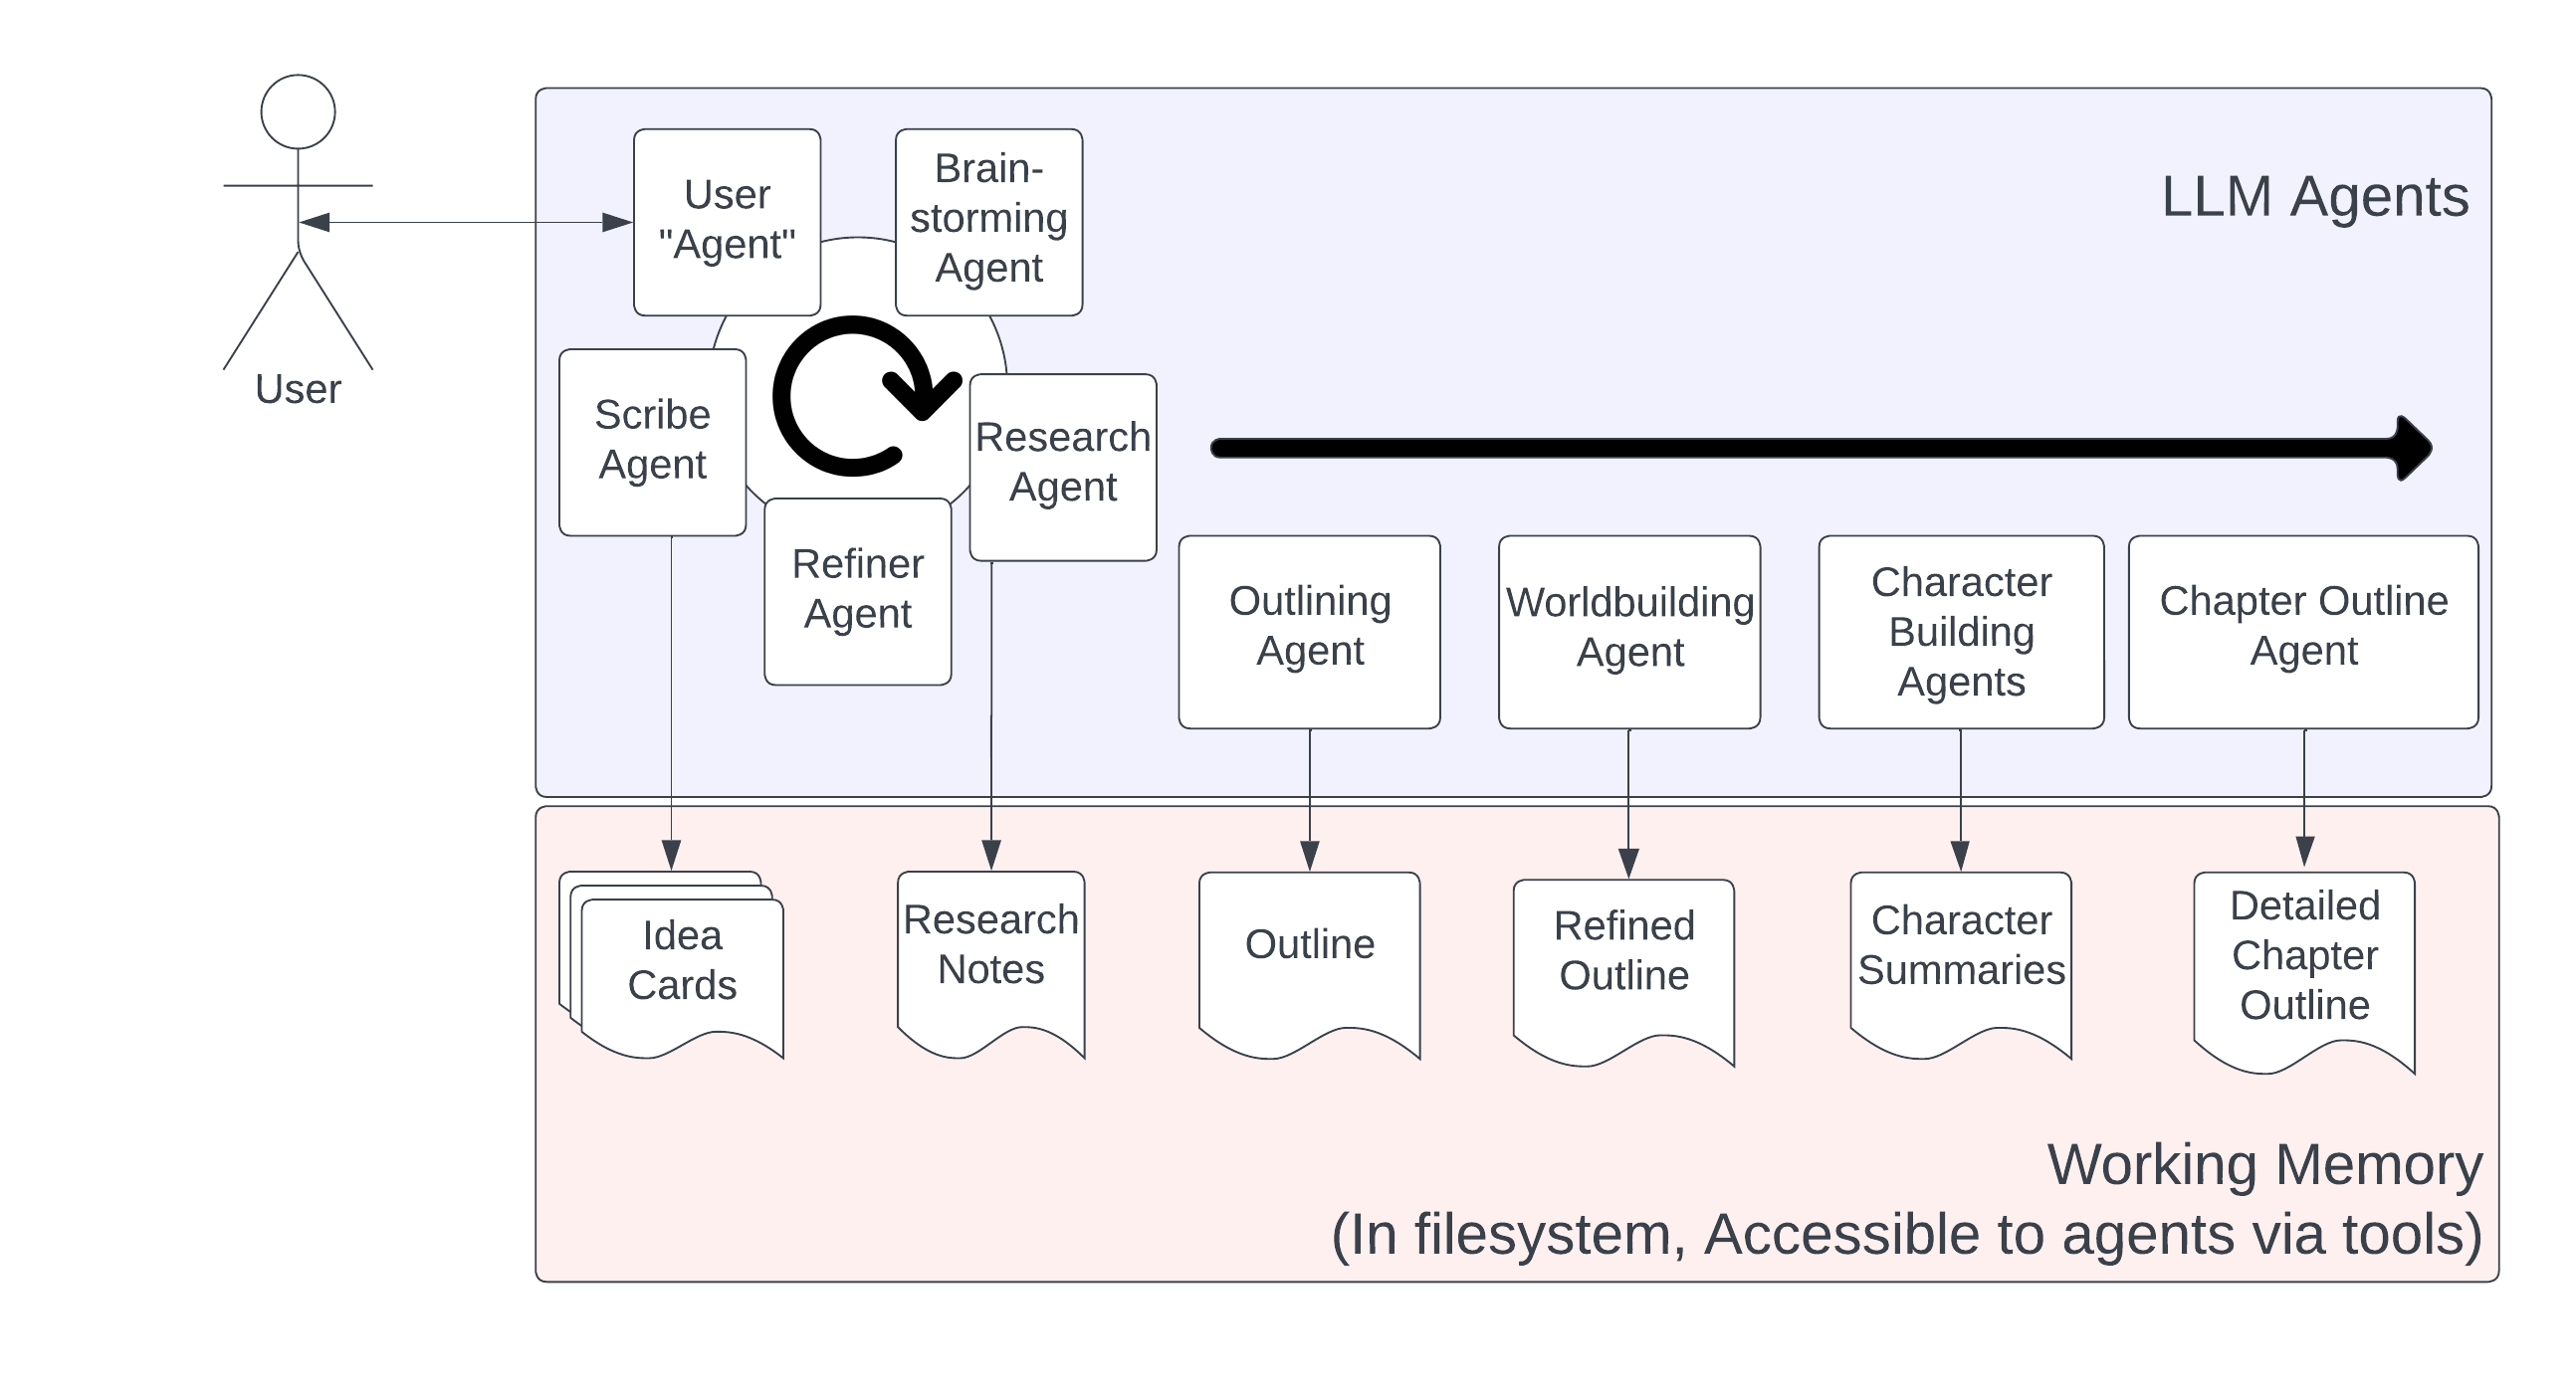 User
"Agent"
Brain-
storming
Agent
LLM Agents
User
Scribe
Agent
Research
Agent
Refiner
Agent
Outlining
Agent
Worldbuilding
Agent
Character
Building
Agents
Chapter Outline
Agent
Idea
Cards
Research
Notes
Outline
Refined
Outline
Character
Summaries
Detailed
Chapter
Outline
Working Memory
(In filesystem, Accessible to agents via tools)